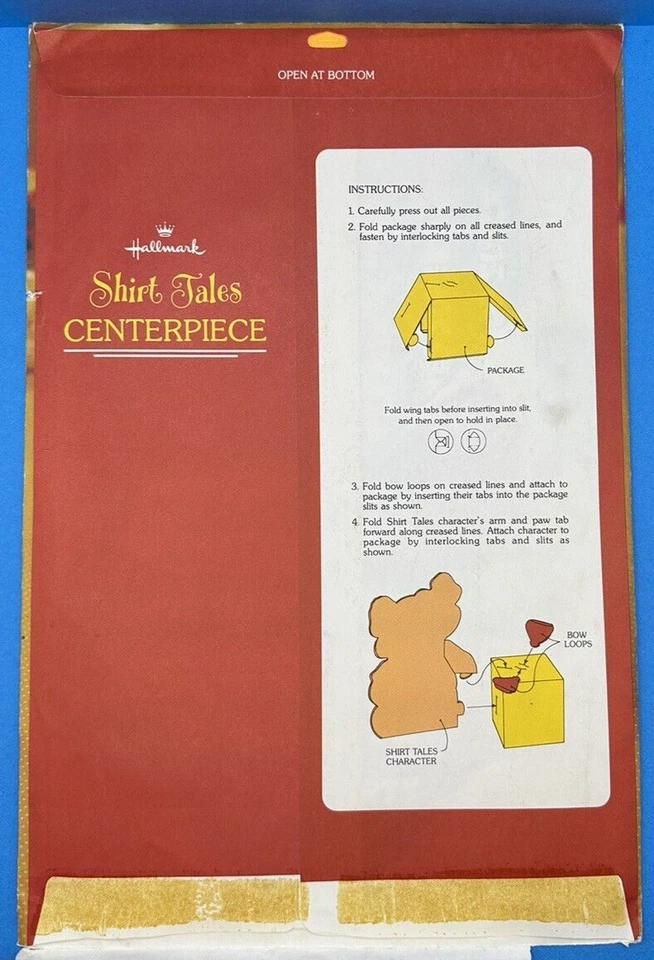 OPEN AT BOTTOM
Hallmark
Shirt Tales
CENTERPIECE
INSTRUCTIONS:
1. Carefully press out all pieces.
2. Fold package sharply on all creased lines, and
fasten by interlocking tabs and slits.
PACKAGE
Fold wing tabs before inserting into slit,
and then open to hold in place.
3. Fold bow loops on creased lines and attach to
package by inserting their tabs into the package
slits as shown.
4. Fold Shirt Tales character's arm and paw tab
forward along creased lines. Attach character to
package by interlocking tabs and slits as
shown.
BOW
LOOPS
SHIRT TALES
CHARACTER